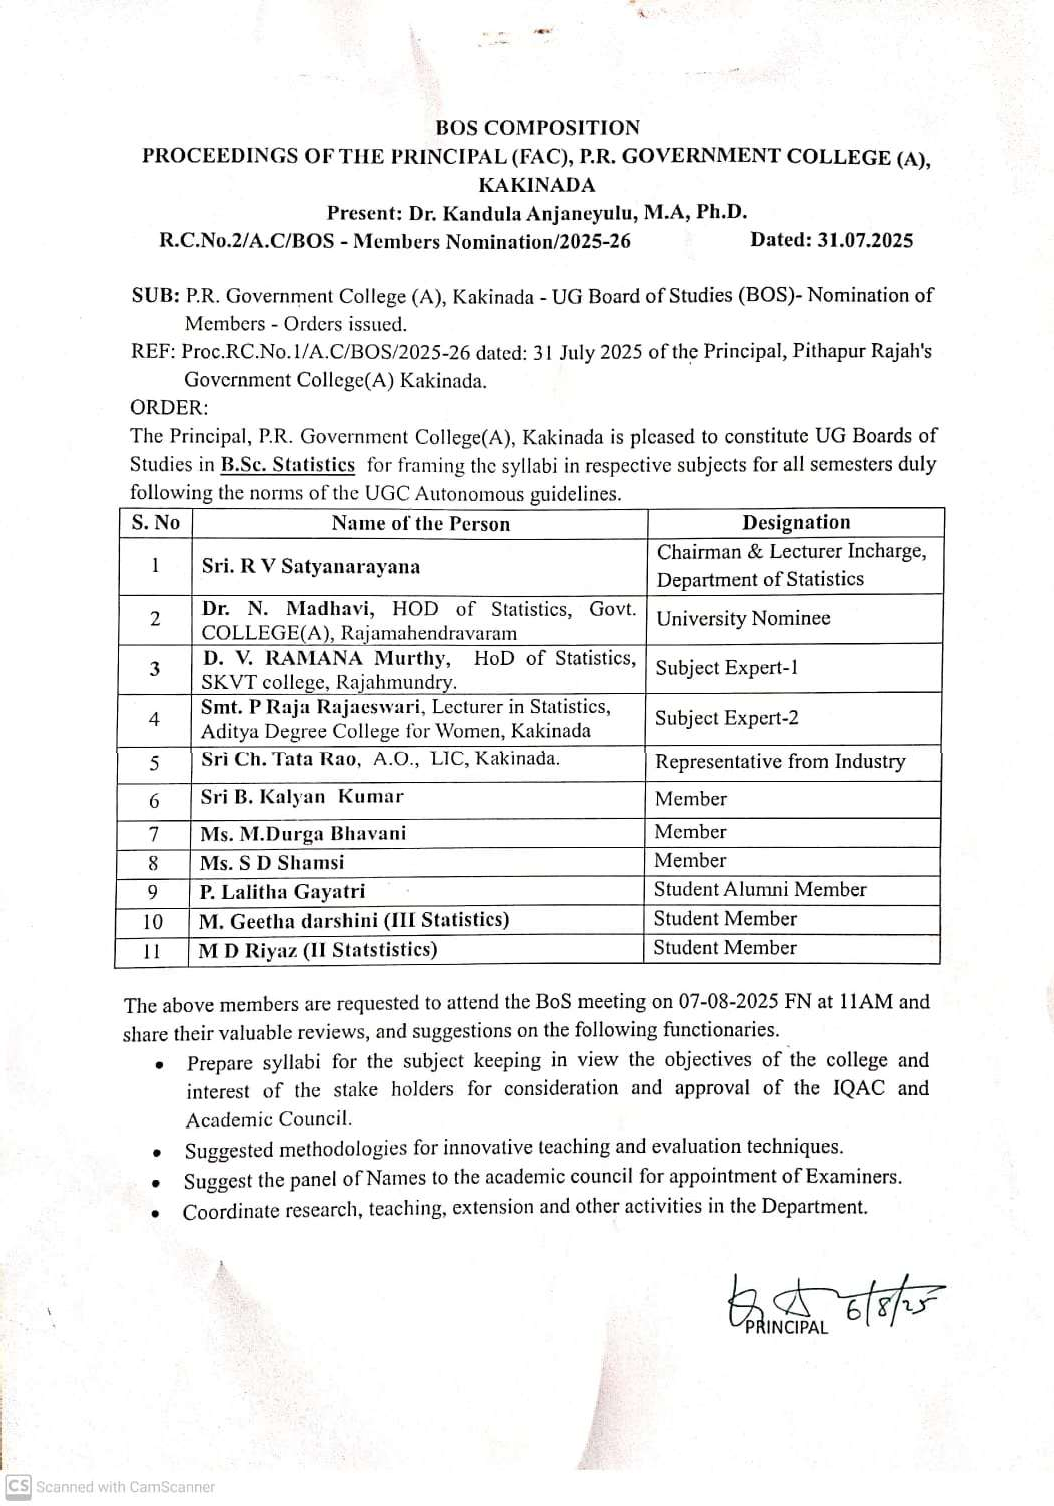 BOS COMPOSITION
PROCEEDINGS OF THE PRINCIPAL (FAC), P.R. GOVERNMENT COLLEGE (A),
KAKINADA
Present: Dr. Kandula Anjaneyulu, M.A, Ph.D.
R.C.No.2/A.C/BOS - Members Nomination/2025-26 Dated: 31.07.2025
SUB: P.R. Government College (A), Kakinada - UG Board of Studies (BOS)- Nomination of
Members - Orders issued.
REF: Proc.RC.No.1/A.C/BOS/2025-26 dated: 31 July 2025 of the Principal, Pithapur Rajah's
Government College(A) Kakinada.
ORDER:
The Principal, P.R. Government College(A), Kakinada is pleased to constitute UG Boards of
Studies in B.Sc. Statistics for framing the syllabi in respective subjects for all semesters duly
following the norms of the UGC Autonomous guidelines.
S. No Name of the Person Designation
1 Sri. R V Satyanarayana Chairman & Lecturer Incharge,
Department of Statistics
2 Dr. N. Madhavi, HOD of Statistics, Govt.
COLLEGE(A), Rajamahendravaram University Nominee
3 D. V. RAMANA Murthy, HoD of Statistics,
SKVT college, Rajahmundry. Subject Expert-1
4 Smt. P Raja Rajaeswari, Lecturer in Statistics,
Aditya Degree College for Women, Kakinada Subject Expert-2
5 Sri Ch. Tata Rao, A.O., LIC, Kakinada. Representative from Industry
6 Sri B. Kalyan Kumar Member
7 Ms. M.Durga Bhavani Member
8 Ms. S D Shamsi Member
9 P. Lalitha Gayatri Student Alumni Member
10 M. Geetha darshini (III Statistics) Student Member
11 M D Riyaz (II Statstistics) Student Member
The above members are requested to attend the BoS meeting on 07-08-2025 FN at 11AM and
share their valuable reviews, and suggestions on the following functionaries.
• Prepare syllabi for the subject keeping in view the objectives of the college and
interest of the stake holders for consideration and approval of the IQAC and
Academic Council.
• Suggested methodologies for innovative teaching and evaluation techniques.
• Suggest the panel of Names to the academic council for appointment of Examiners.
• Coordinate research, teaching, extension and other activities in the Department.
6/8/25
PRINCIPAL
CS Scanned with CamScanner